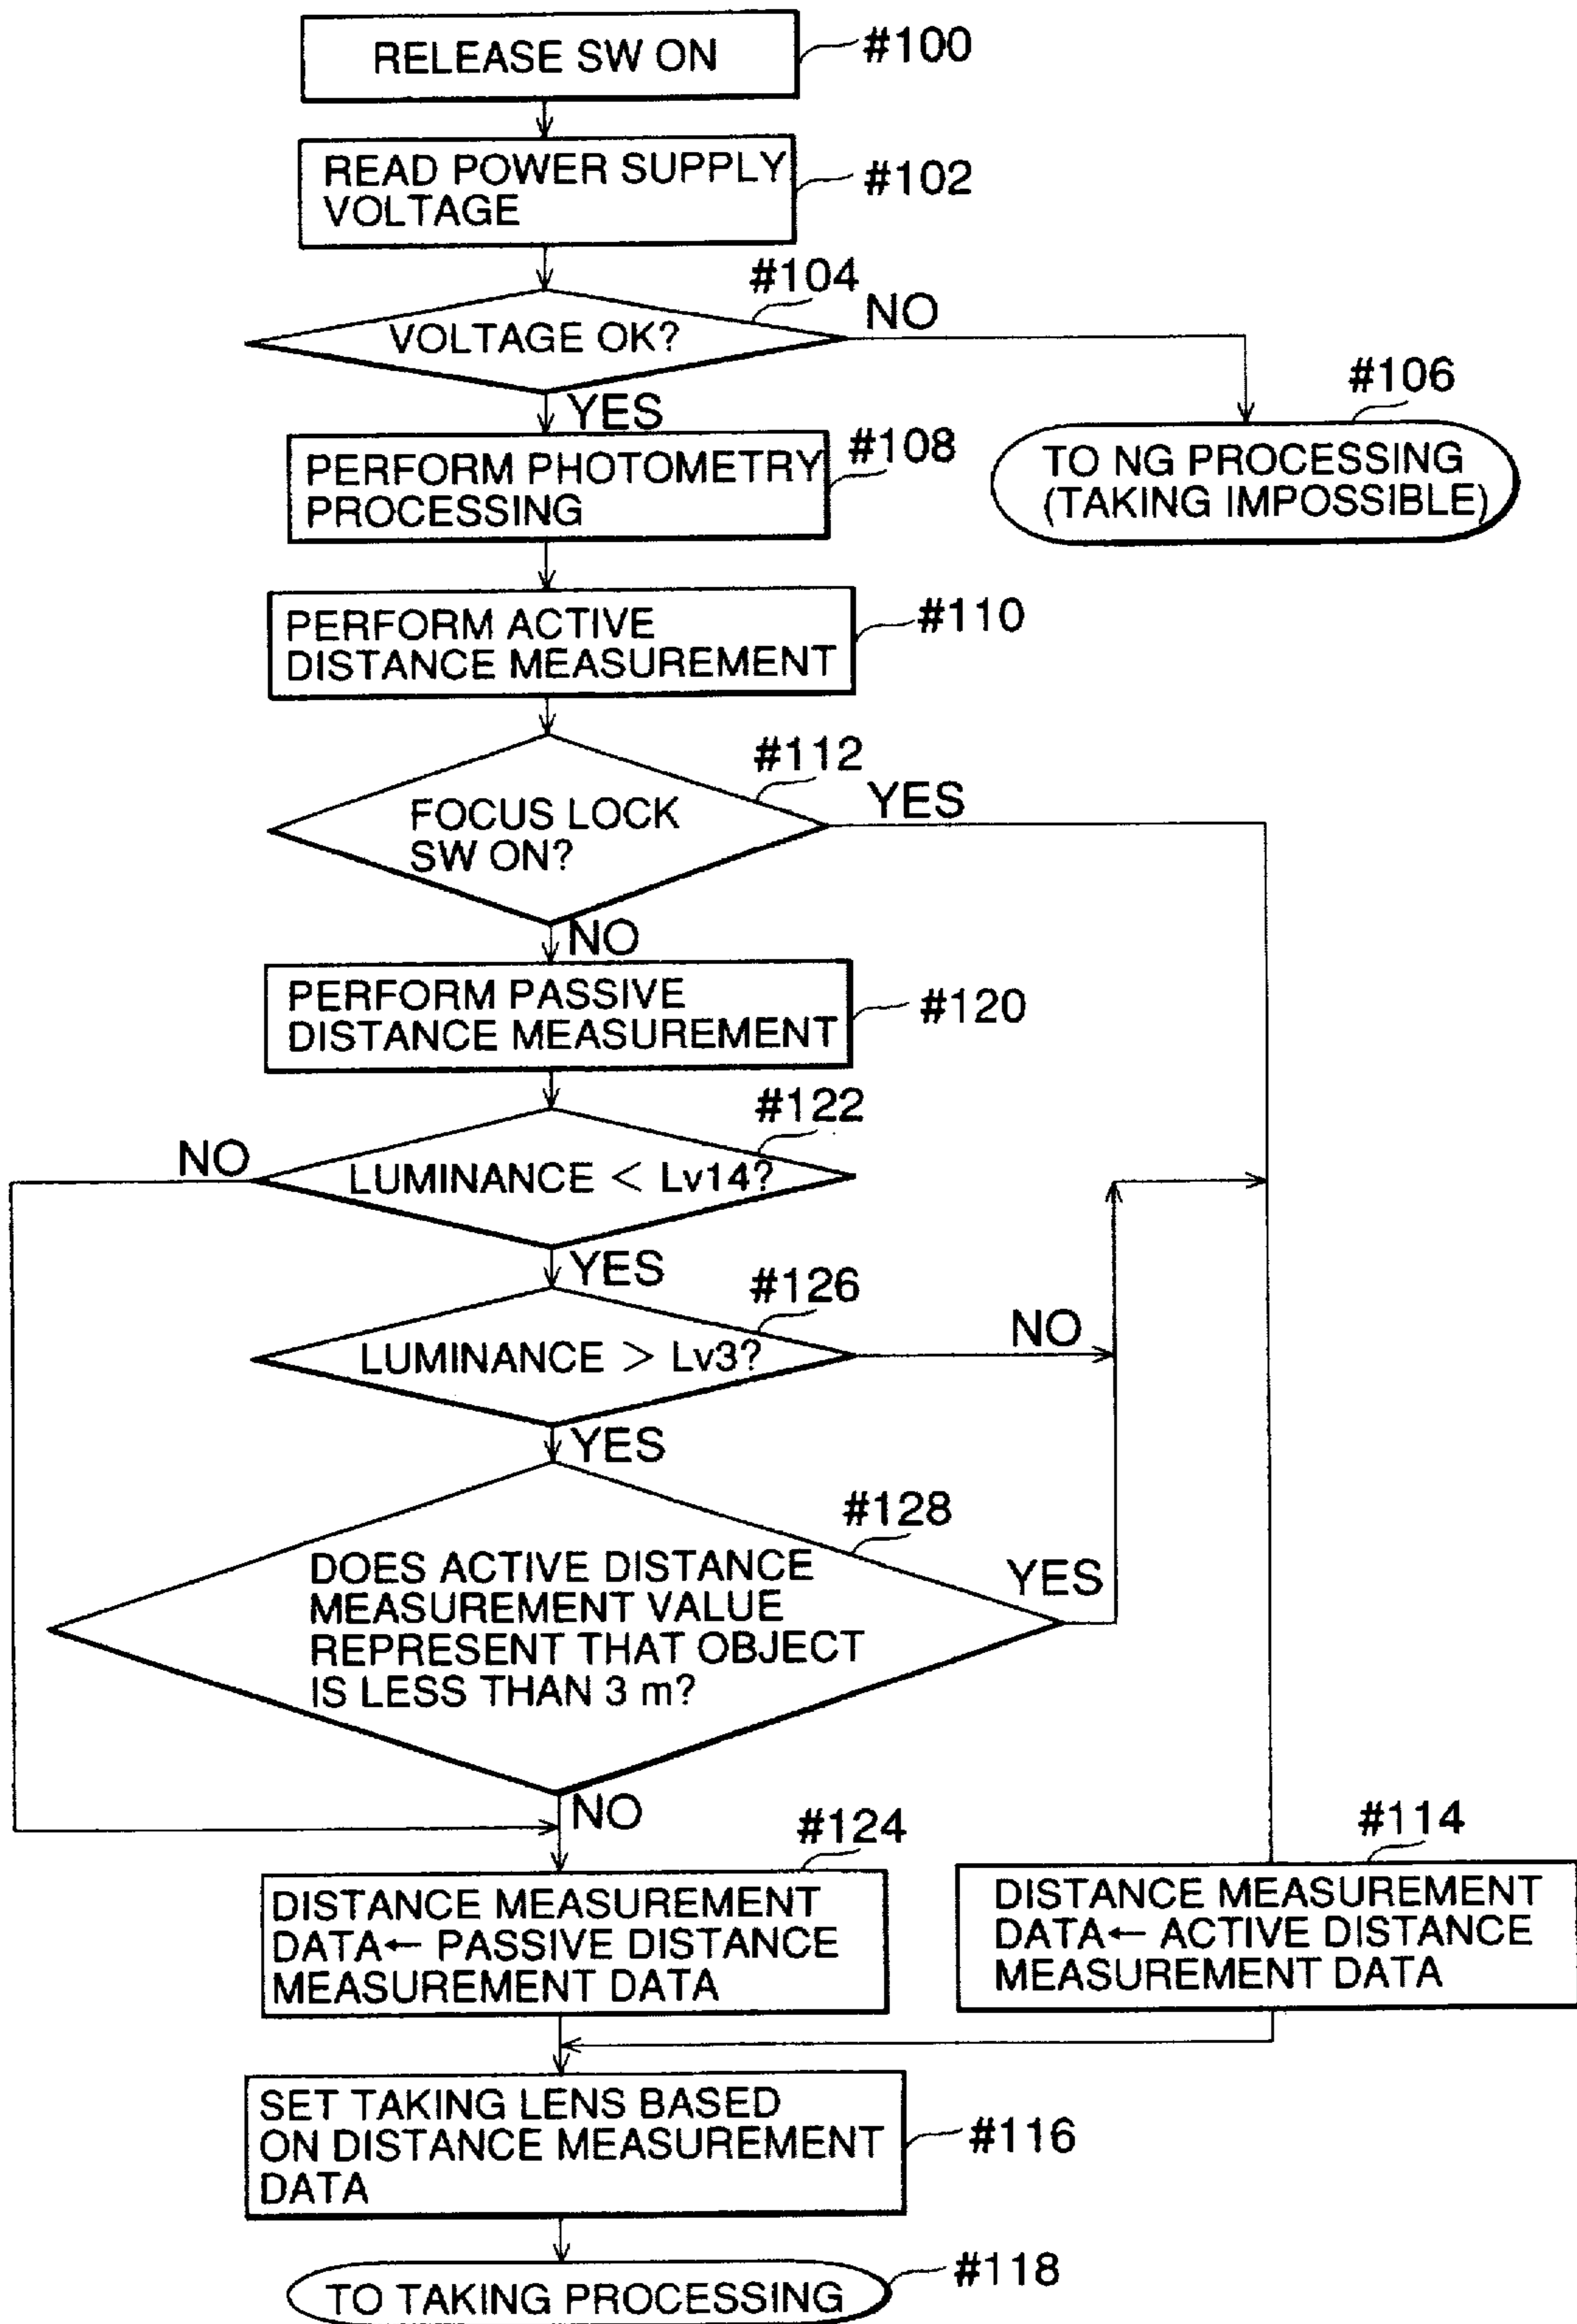 RELEASE SW ON
#100
READ POWER SUPPLY
VOLTAGE
#102
#104
VOLTAGE OK?
NO
YES
#106
TO NG PROCESSING
(TAKING IMPOSSIBLE)
#108
PERFORM PHOTOMETRY
PROCESSING
PERFORM ACTIVE
DISTANCE MEASUREMENT
#110
#112
FOCUS LOCK
SW ON?
YES
NO
PERFORM PASSIVE
DISTANCE MEASUREMENT
#120
#122
NO
LUMINANCE < Lv14?
YES
#126
LUMINANCE > Lv3?
NO
YES
#128
DOES ACTIVE DISTANCE
MEASUREMENT VALUE
REPRESENT THAT OBJECT
IS LESS THAN 3 m?
YES
NO
#124
DISTANCE MEASUREMENT
DATA← PASSIVE DISTANCE
MEASUREMENT DATA
#114
DISTANCE MEASUREMENT
DATA← ACTIVE DISTANCE
MEASUREMENT DATA
SET TAKING LENS BASED
ON DISTANCE MEASUREMENT
DATA
#116
TO TAKING PROCESSING
#118